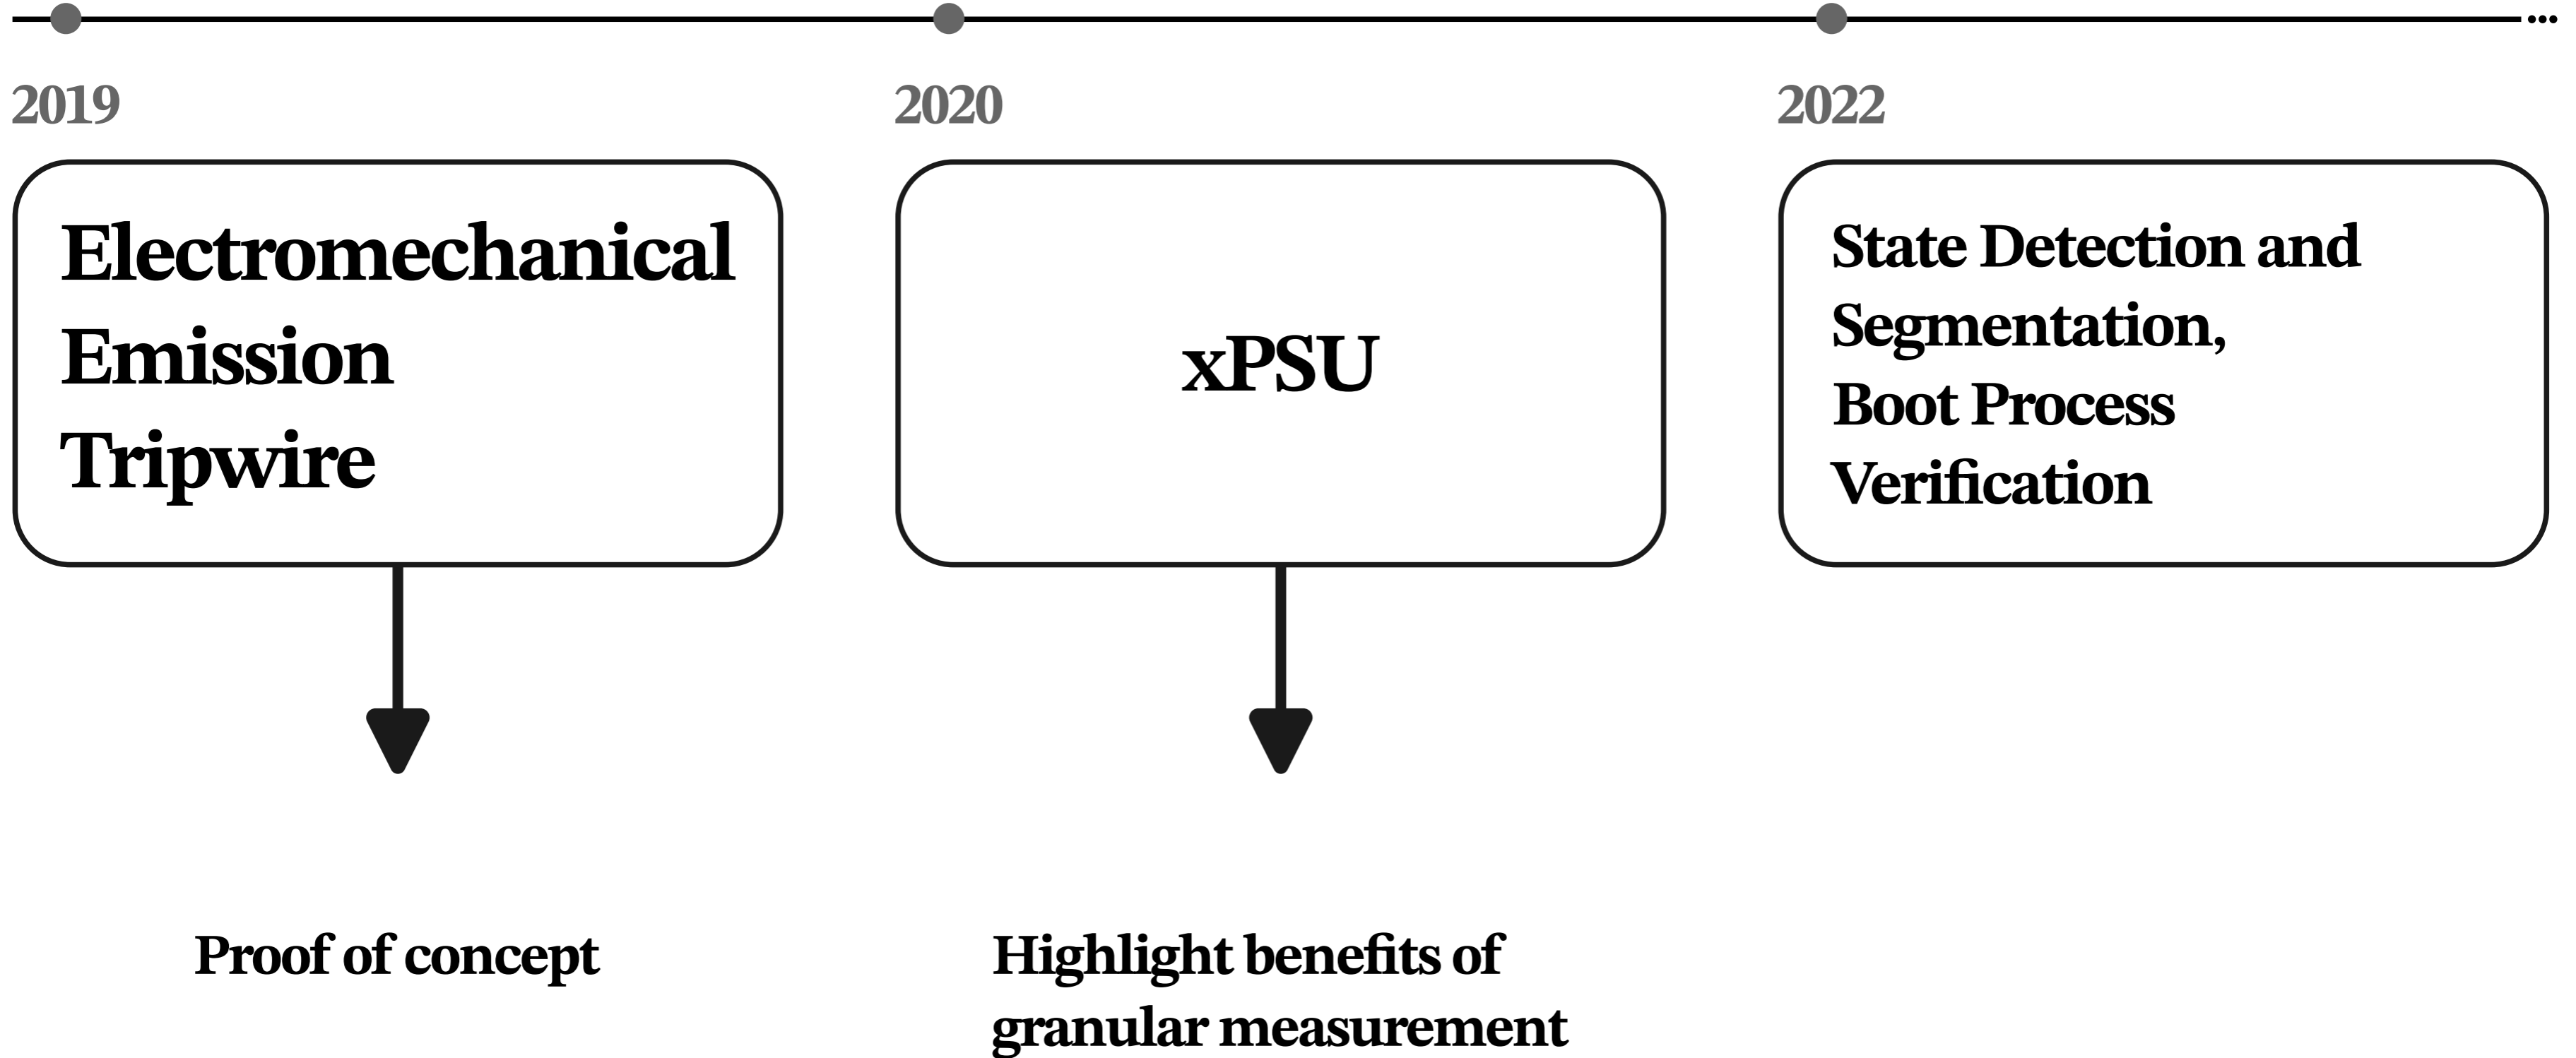 2019
2020
2022
Electromechanical
Emission
Tripwire
xPSU
State Detection and
Segmentation,
Boot Process
Verification
Proof of concept
Highlight benefits of
granular measurement